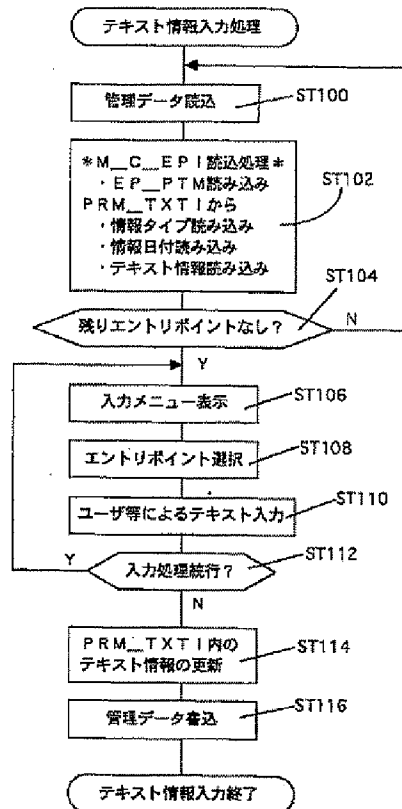 テキスト情報入力処理
管理データ読込
ST100
*M__C__EPI読込処理*
・EP__PTM読み込み
PRM__TXTIから
・情報タイプ読み込み
・情報日付読み込み
・テキスト情報読み込み
ST102
ST104
残りエントリポイントなし?
N
Y
入力メニュー表示
ST106
エントリポイント選択
ST108
ユーザ等によるテキスト入力
ST110
ST112
Y
入力処理続行?
N
PRM__TXTI内の
テキスト情報の更新
ST114
管理データ書込
ST116
テキスト情報入力終了